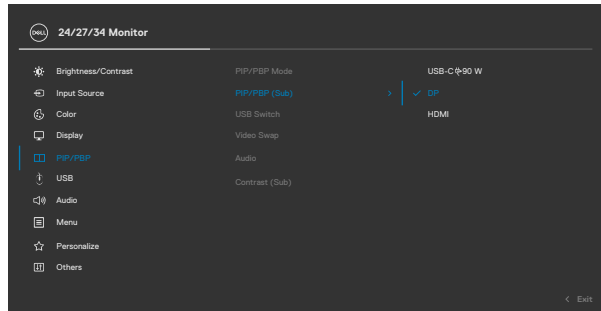 DELL 24/27/34 Monitor
Brightness/Contrast PIP/PBP Mode USB-C 90 W
Input Source PIP/PBP (Sub) > ✓ DP
Color USB Switch HDMI
Display Video Swap
PIP/PBP Audio
USB Contrast (Sub)
Audio
Menu
Personalize
Others
< Exit